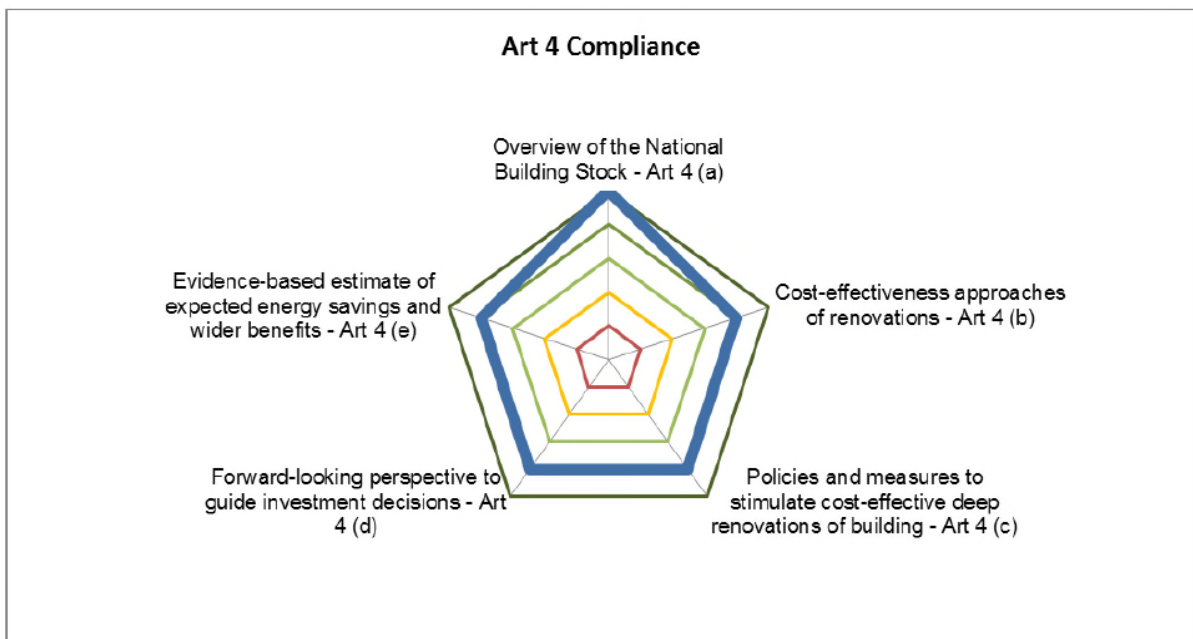 Art 4 Compliance
Overview of the National
Building Stock - Art 4 (a)
Evidence-based estimate of
expected energy savings and
wider benefits - Art 4 (e)
Cost-effectiveness approaches
of renovations - Art 4 (b)
Forward-looking perspective to
guide investment decisions - Art
4 (d)
Policies and measures to
stimulate cost-effective deep
renovations of building - Art 4 (c)